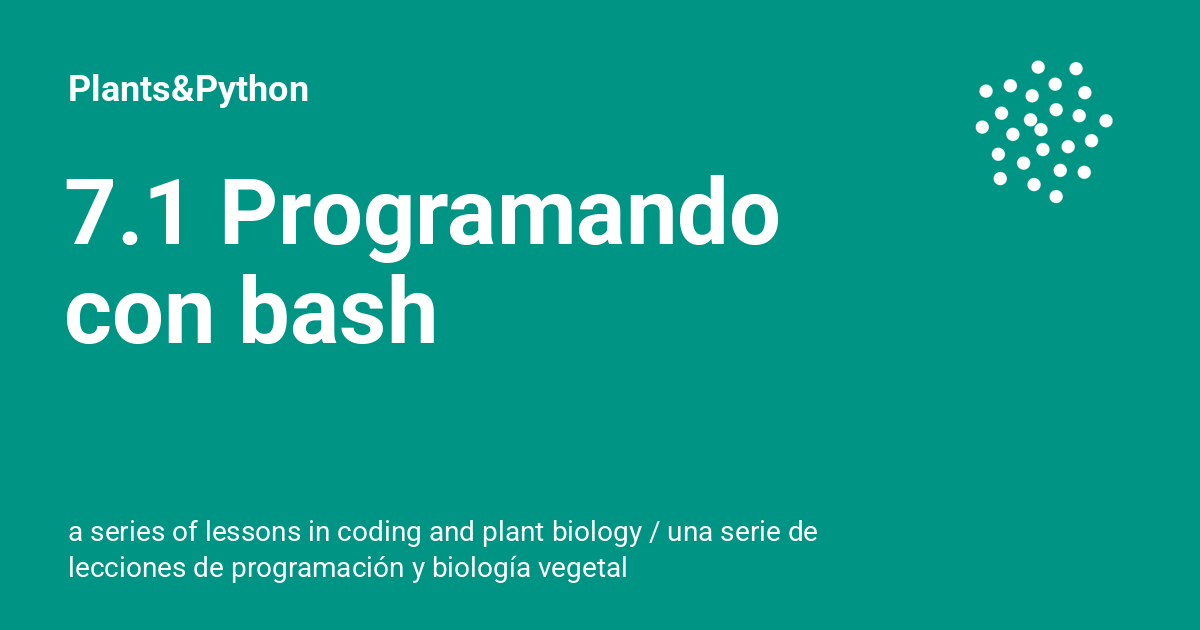 Plants&Python
7.1 Programando
con bash
a series of lessons in coding and plant biology / una serie de
lecciones de programación y biología vegetal